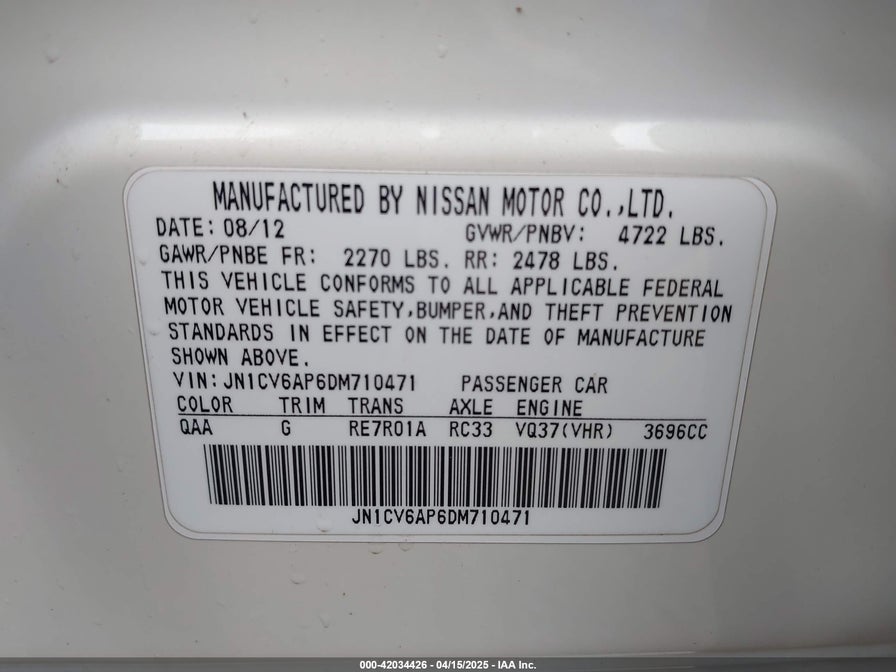 MANUFACTURED BY NISSAN MOTOR CO.,LTD.
DATE: 08/12 GVWR/PNBV: 4722 LBS.
GAWR/PNBE FR: 2270 LBS. RR: 2478 LBS.
THIS VEHICLE CONFORMS TO ALL APPLICABLE FEDERAL
MOTOR VEHICLE SAFETY,BUMPER,AND THEFT PREVENTION
STANDARDS IN EFFECT ON THE DATE OF MANUFACTURE
SHOWN ABOVE.
VIN: JN1CV6AP6DM710471 PASSENGER CAR
COLOR TRIM TRANS AXLE ENGINE
QAA G RE7R01A RC33 VQ37(VHR) 3696CC
JN1CV6AP6DM710471
000-42034426 - 04/15/2025 - IAA Inc.